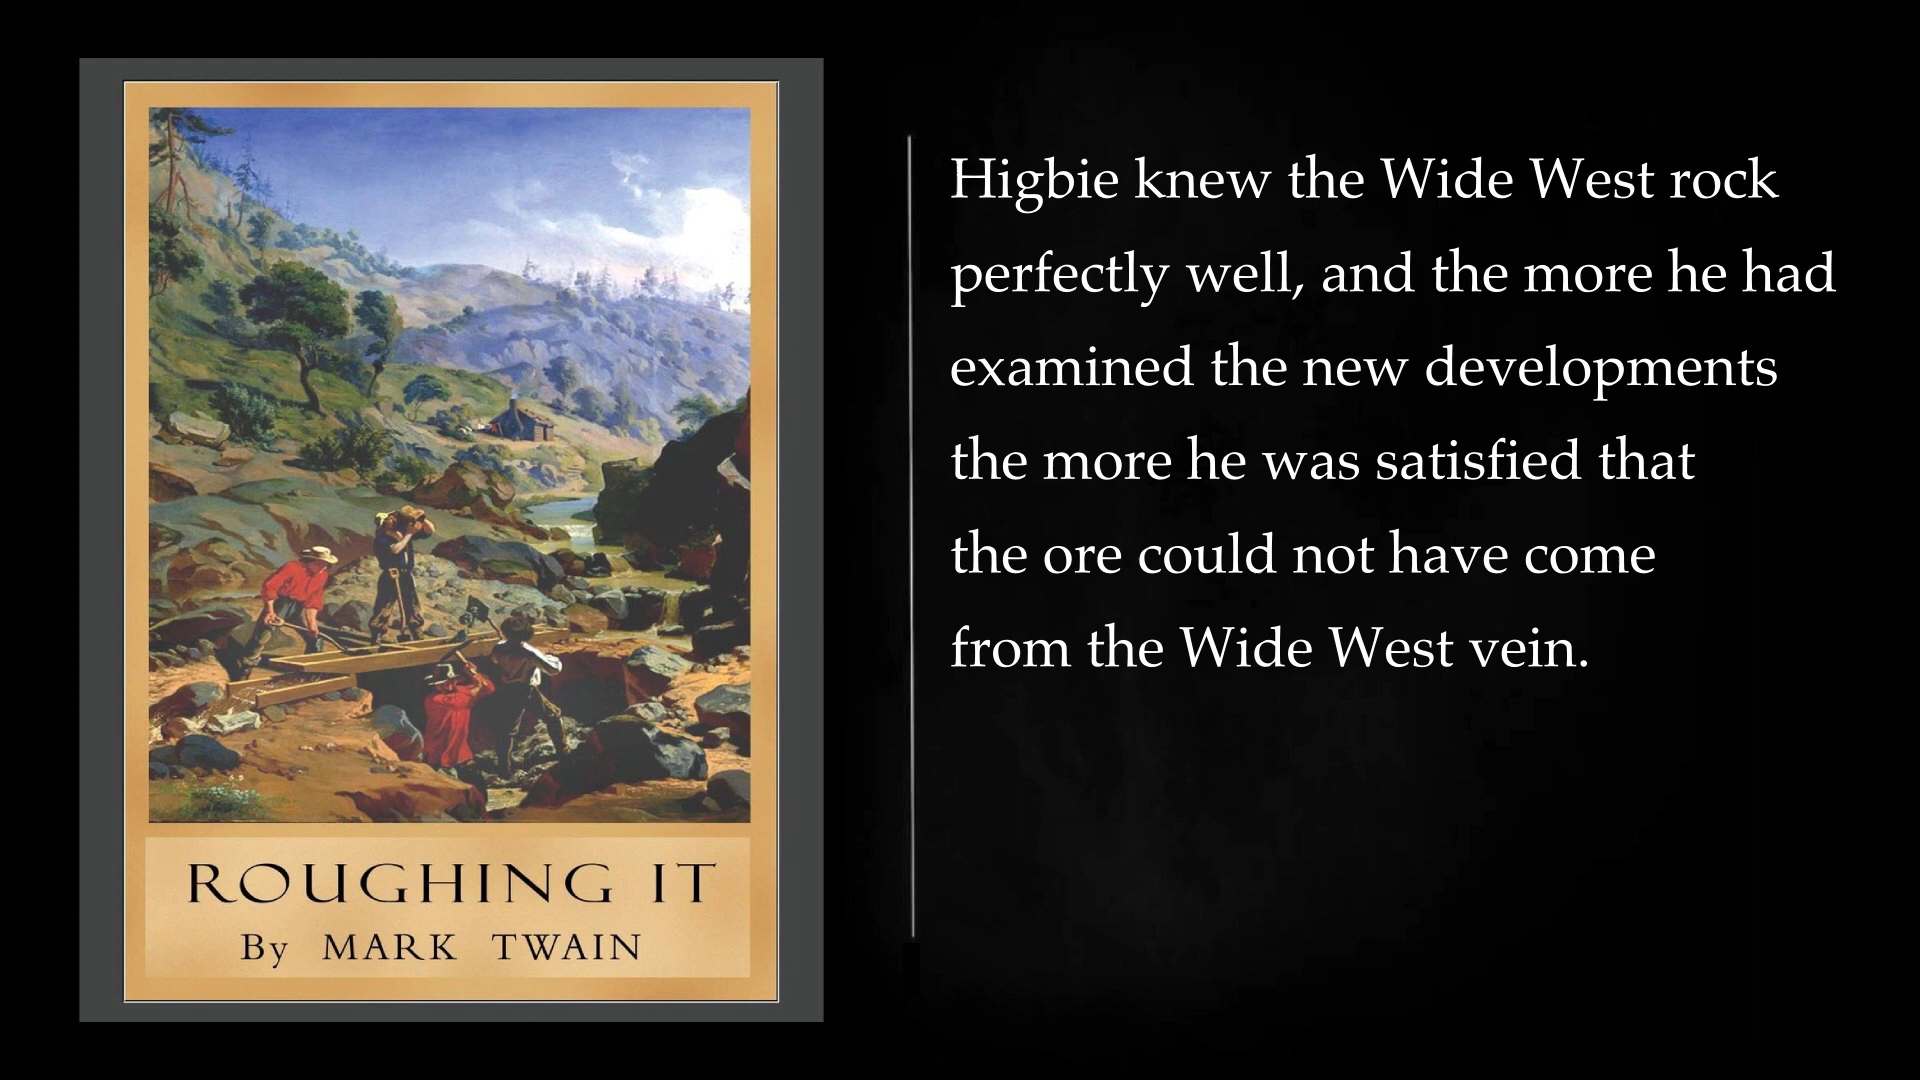 ROUGHING IT
By MARK TWAIN
Higbie knew the Wide West rock
perfectly well, and the more he had
examined the new developments
the more he was satisfied that
the ore could not have come
from the Wide West vein.